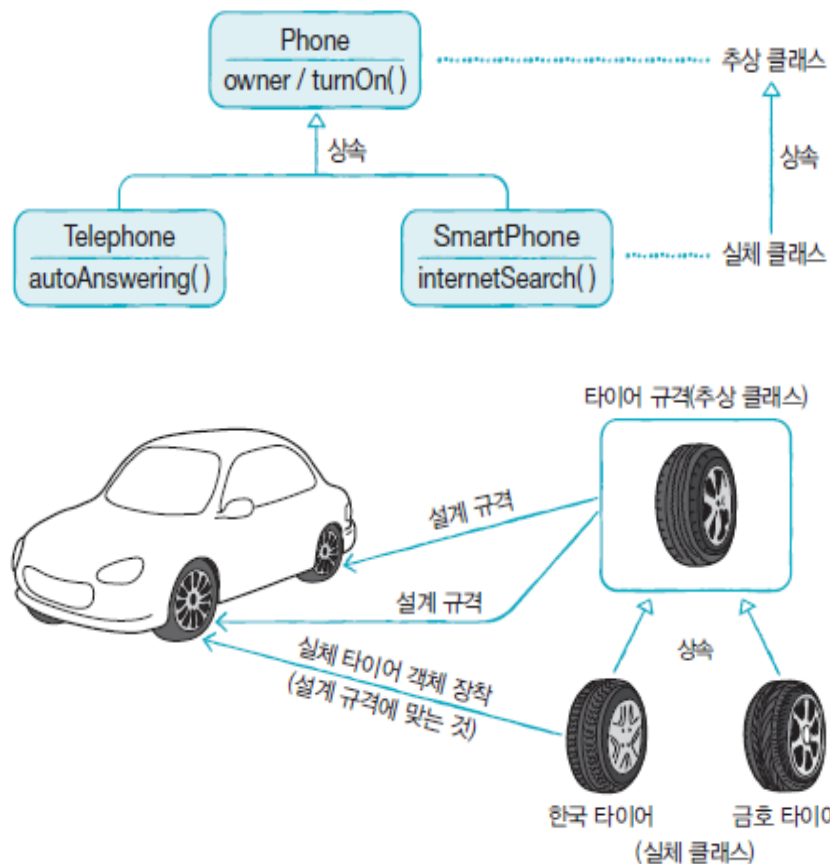 Phone
owner / turnOn( )
추상 클래스
상속
상속
Telephone
autoAnswering( )
SmartPhone
internetSearch( )
실체 클래스
타이어 규격(추상 클래스)
설계 규격
설계 규격
실체 타이어 객체 장착
(설계 규격에 맞는 것)
상속
한국 타이어
금호 타이어
(실체 클래스)